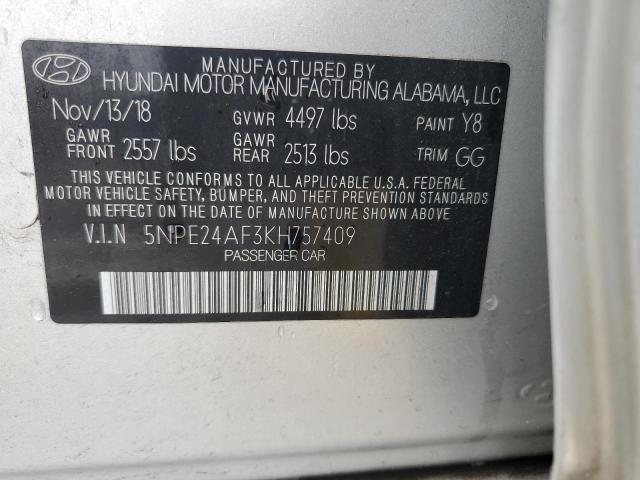 MANUFACTURED BY
HYUNDAI MOTOR MANUFACTURING ALABAMA, LLC
Nov/13/18 GVWR 4497 lbs PAINT Y8
GAWR FRONT 2557 lbs GAWR REAR 2513 lbs TRIM GG
THIS VEHICLE CONFORMS TO ALL APPLICABLE U.S.A. FEDERAL
MOTOR VEHICLE SAFETY, BUMPER, AND THEFT PREVENTION STANDARDS
IN EFFECT ON THE DATE OF MANUFACTURE SHOWN ABOVE.
V.I.N 5NPE24AF3KH757409
PASSENGER CAR